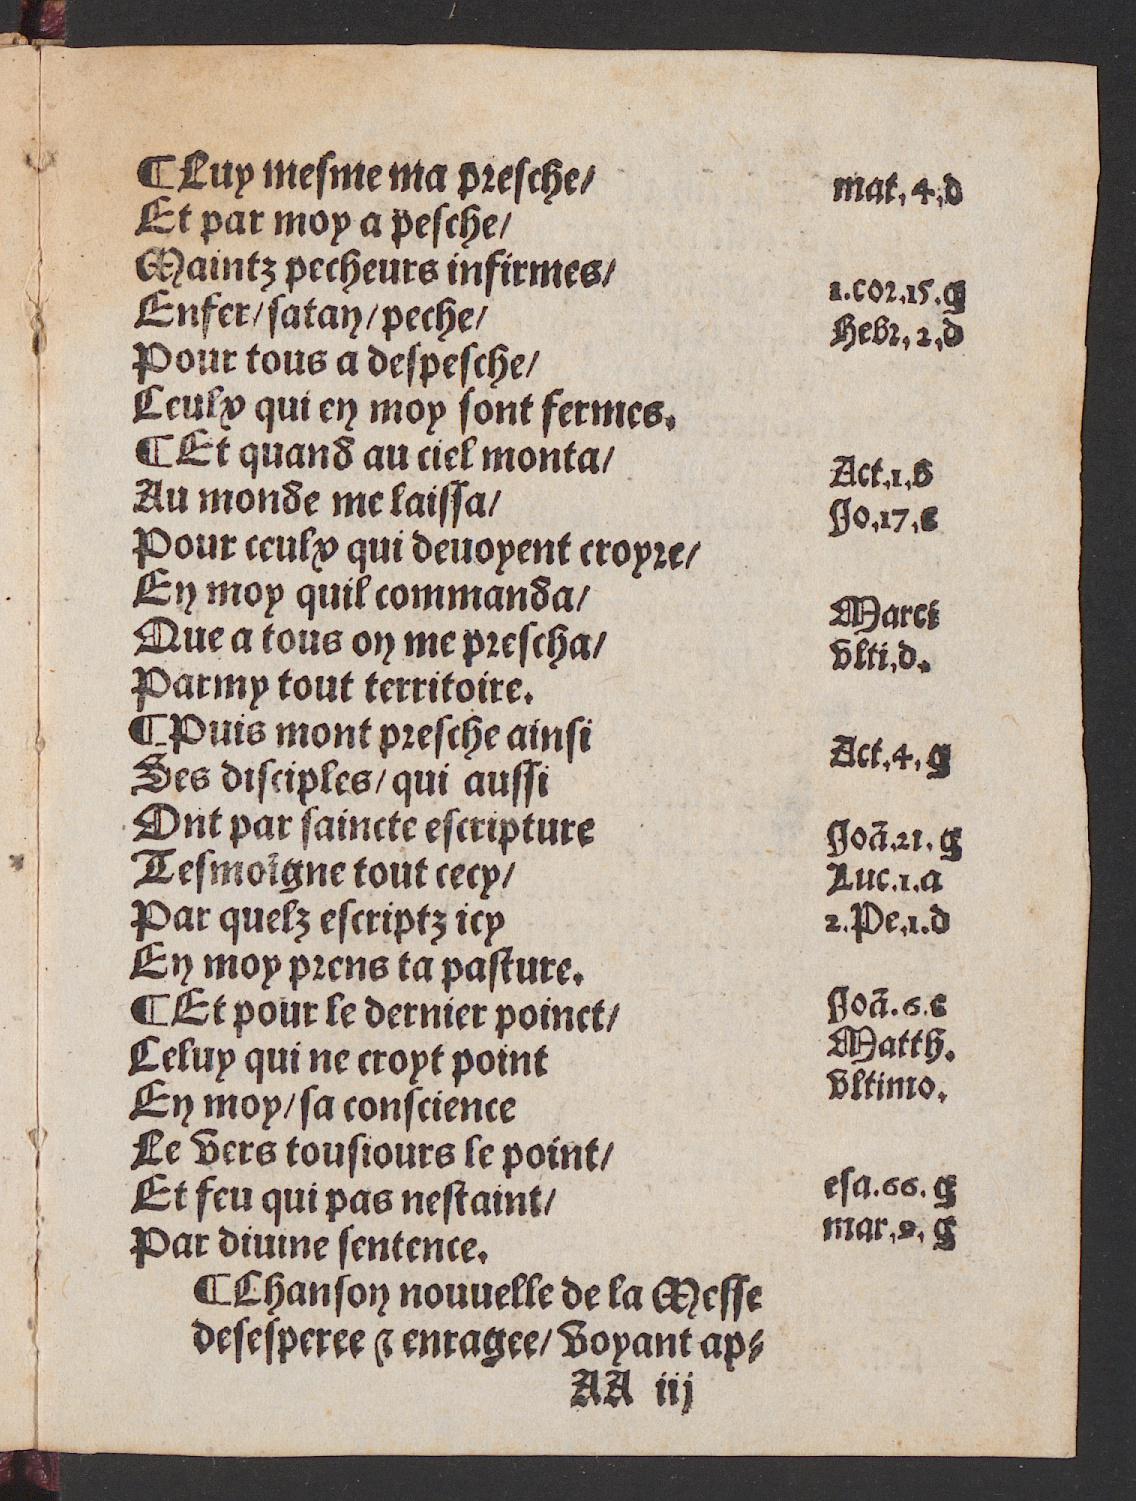 ¶Luy mesme ma presche/
mat.4.d
Et par moy a pesche/
Maintz pecheurs infirmes/
1.cor.15.g
Enfer/satan/peche/
Hebr.2.d
Pour tous a despesche/
Ceulx qui en moy sont fermes.
¶Et quand au ciel monta/
Act.1.b
Au monde me laissa/
Jo.17.c
Pour ceulx qui deuoyent croyre/
En moy quil commanda/
Marci
Que a tous on me prescha/
vlti.d.
Parmy tout territoire.
¶Puis mont presche ainsi
Act.4.g
Ses disciples/qui aussi
Ont par saincte escripture
Joã.21.g
Tesmoigne tout cecy/
Luc.1.a
Par quelz escriptz icy
2.Pe.1.d
En moy prens ta pasture.
¶Et pour le dernier poinct/
Joã.6.e
Celuy qui ne croyt point
Matth.
vltimo.
En moy/sa conscience
Le vers tousiours le point/
Et feu qui pas nestaint/
esa.66.g
Par diuine sentence.
mar.9.g
¶Chanson nouuelle de la Messe
desesperee ⁊ enragee/voyant ap⸗
AA iij